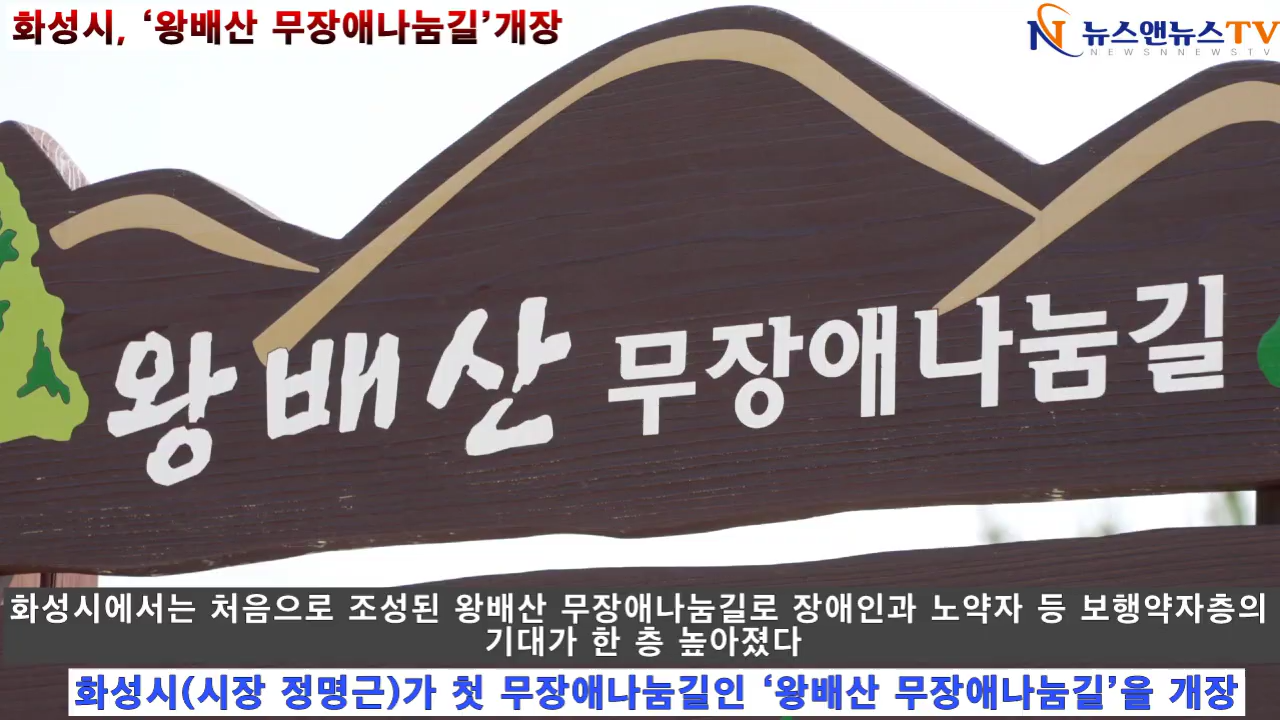 화성시, ‘왕배산 무장애나눔길’개장
뉴스앤뉴스TV
NEWSNNEWSTV
왕배산 무장애나눔길
화성시에서는 처음으로 조성된 왕배산 무장애나눔길로 장애인과 노약자 등 보행약자층의
기대가 한 층 높아졌다
화성시(시장 정명근)가 첫 무장애나눔길인 ‘왕배산 무장애나눔길’을 개장